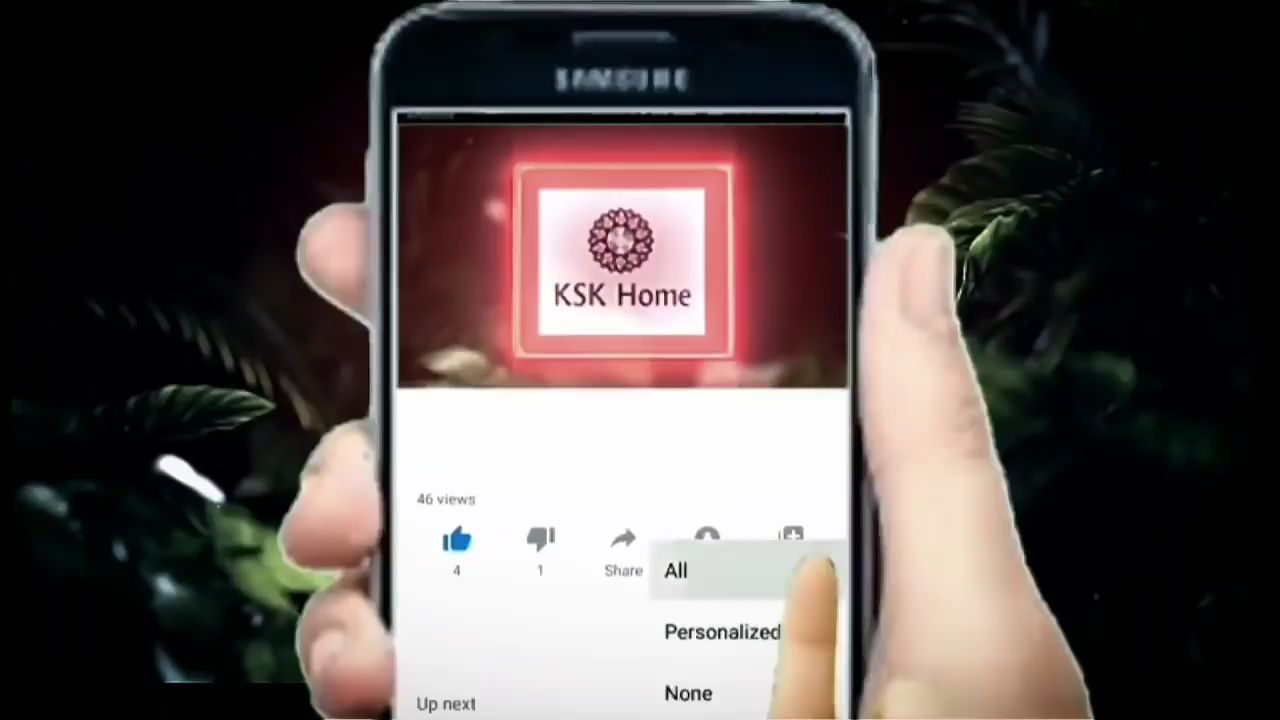 SAMSUNG
KSK Home
46 views
4
1
Share
All
Personalized
None
Up next